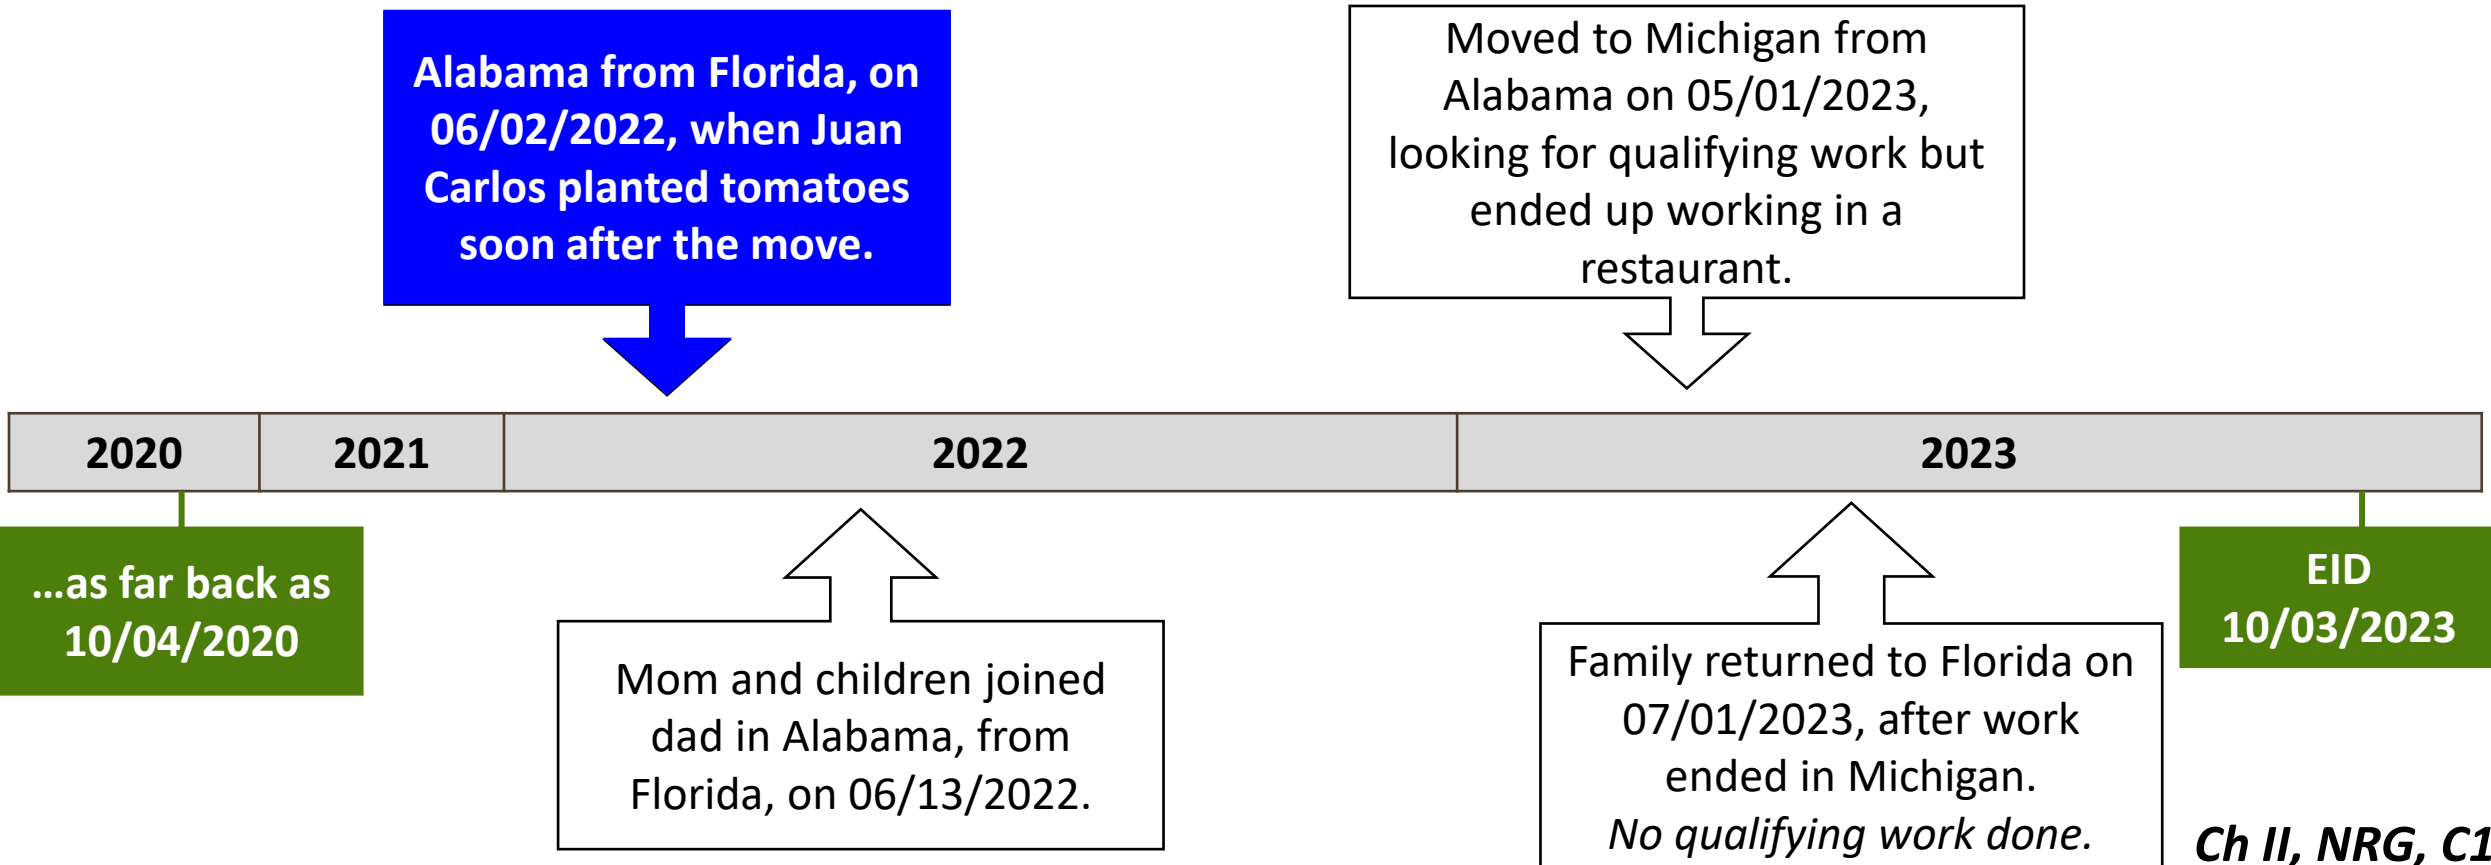 Alabama from Florida, on
06/02/2022, when Juan
Carlos planted tomatoes
soon after the move.
Moved to Michigan from
Alabama on 05/01/2023,
looking for qualifying work but
ended up working in a
restaurant.
2020
2021
2022
2023
...as far back as
10/04/2020
Mom and children joined
dad in Alabama, from
Florida, on 06/13/2022.
Family returned to Florida on
07/01/2023, after work
ended in Michigan.
No qualifying work done.
EID
10/03/2023
Ch II, NRG, C1